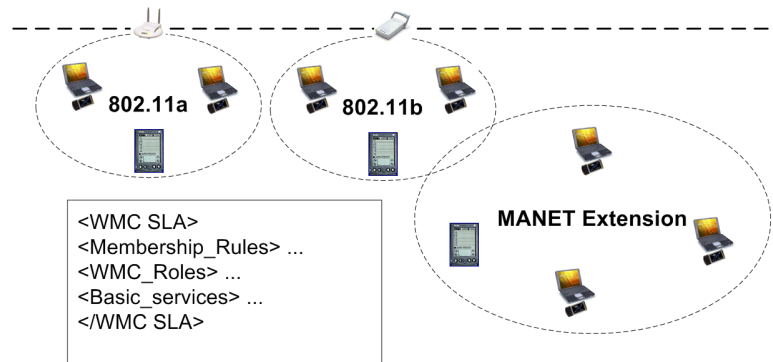 802.11a
802.11b
MANET Extension
<WMC SLA>
<Membership_Rules> ...
<WMC_Roles> ...
<Basic_services> ...
</WMC SLA>